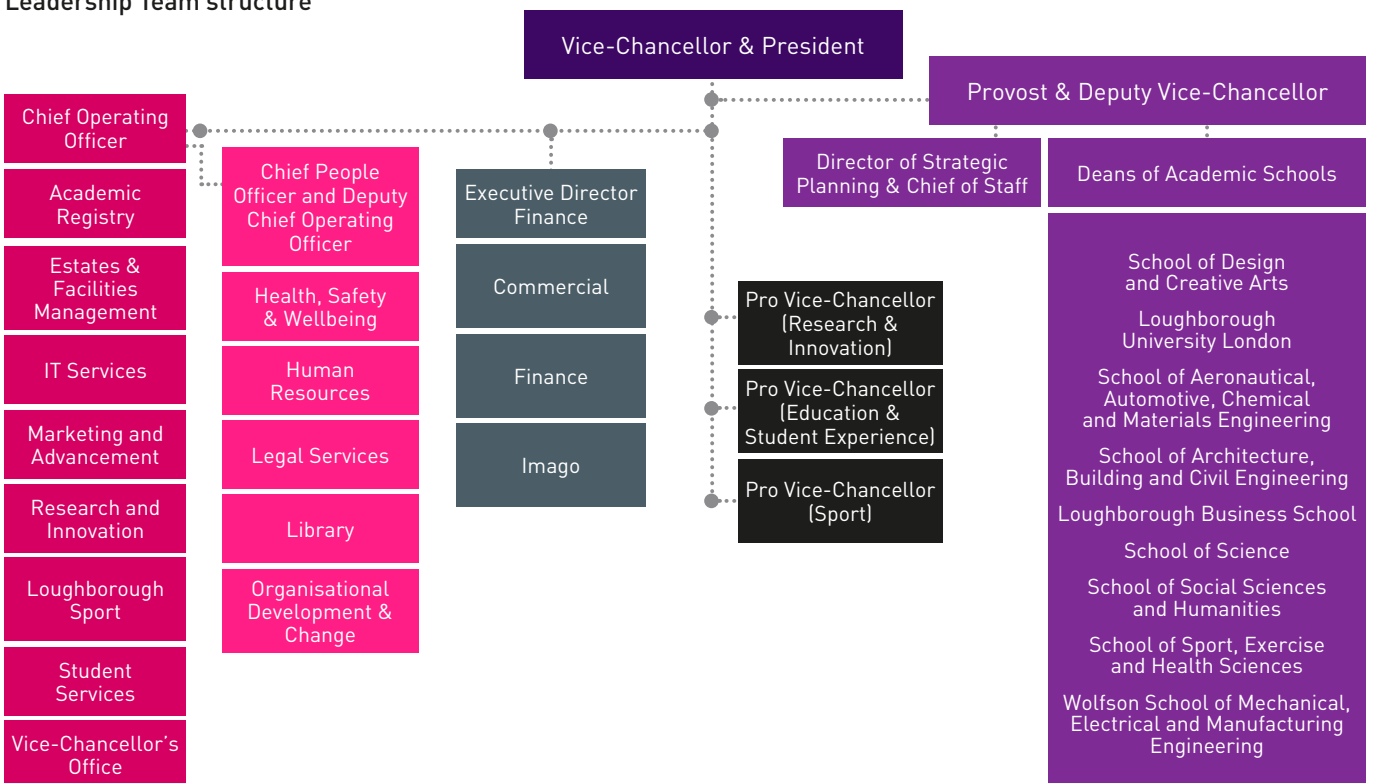 Leadership Team structure
Vice-Chancellor & President
Provost & Deputy Vice-Chancellor
Chief Operating
Officer
Academic
Registry
Estates &
Facilities
Management
IT Services
Marketing and
Advancement
Research and
Innovation
Loughborough
Sport
Student
Services
Vice-Chancellor's
Office
Chief People
Officer and Deputy
Chief Operating
Officer
Health, Safety
& Wellbeing
Human
Resources
Legal Services
Library
Organisational
Development &
Change
Executive Director
Finance
Commercial
Finance
Imago
Pro Vice-Chancellor
(Research &
Innovation)
Pro Vice-Chancellor
(Education &
Student Experience)
Pro Vice-Chancellor
(Sport)
Director of Strategic
Planning & Chief of Staff
Deans of Academic Schools
School of Design
and Creative Arts
Loughborough
University London
School of Aeronautical,
Automotive, Chemical
and Materials Engineering
School of Architecture,
Building and Civil Engineering
Loughborough Business School
School of Science
School of Social Sciences
and Humanities
School of Sport, Exercise
and Health Sciences
Wolfson School of Mechanical,
Electrical and Manufacturing
Engineering